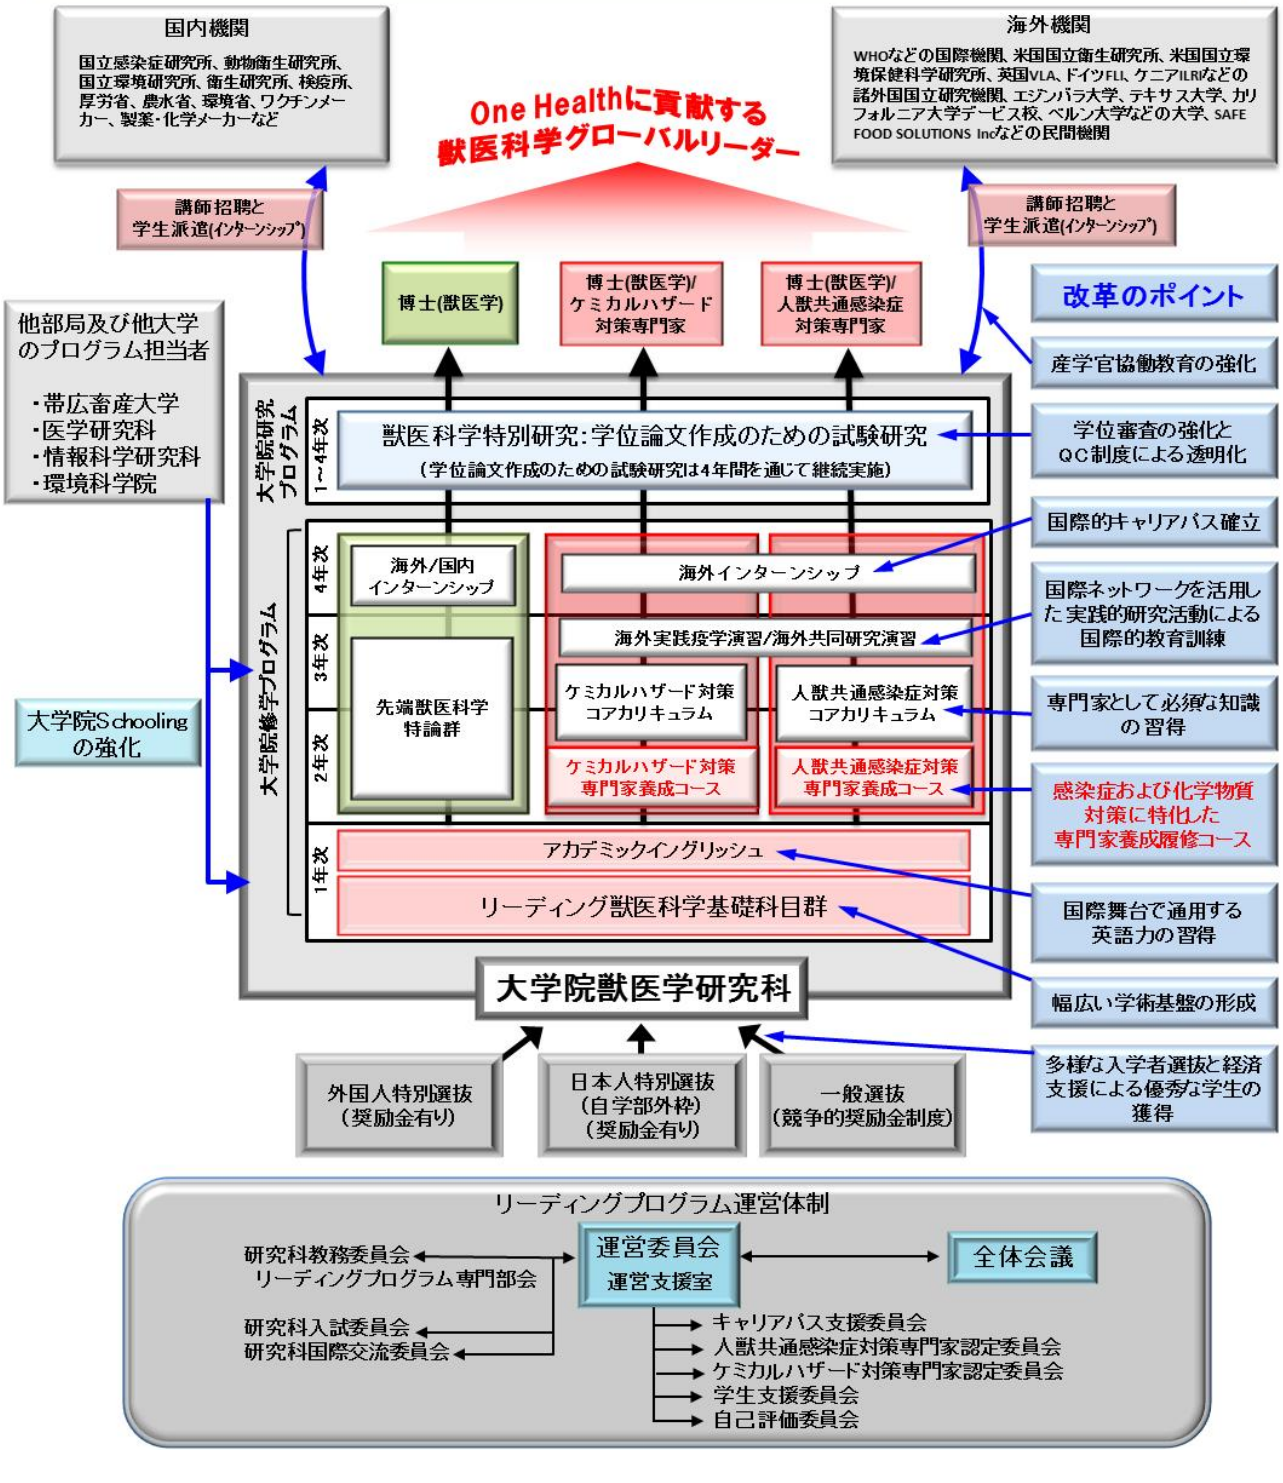 国内機関
国立感染症研究所、動物衛生研究所、
国立環境研究所、衛生研究所、検疫所、
厚労省、農水省、環境省、ワクチンメー
カー、製薬・化学メーカーなど
海外機関
WHOなどの国際機関、米国国立衛生研究所、米国国立環
境保健科学研究所、英国VLA、ドイツFLI、ケニアILRIなどの
諸外国国立研究機関、エジンバラ大学、テキサス大学、カリ
フォルニア大学デービス校、ベルン大学などの大学、SAFE
FOOD SOLUTIONS Incなどの民間機関
One Healthに貢献する
獣医科学グローバルリーダー
講師招聘と
学生派遣(インターンシップ)
講師招聘と
学生派遣(インターンシップ)
博士(獣医学)
博士(獣医学)/
ケミカルハザード
対策専門家
博士(獣医学)/
人獣共通感染症
対策専門家
改革のポイント
他部局及び他大学
のプログラム担当者
・帯広畜産大学
・医学研究科
・情報科学研究科
・環境科学院
産学官協働教育の強化
大学院研究
プログラム
1～4年次
獣医科学特別研究：学位論文作成のための試験研究
（学位論文作成のための試験研究は4年間を通じて継続実施）
学位審査の強化と
QC制度による透明化
大学院修学プログラム
4年次
海外/国内
インターンシップ
海外インターンシップ
国際的キャリアパス確立
国際ネットワークを活用し
た実践的研究活動による
国際的教育訓練
3年次
海外実践疫学演習/海外共同研究演習
先端獣医科学
特論群
ケミカルハザード対策
コアカリキュラム
人獣共通感染症対策
コアカリキュラム
専門家として必須な知識
の習得
大学院Schooling
の強化
2年次
ケミカルハザード対策
専門家養成コース
人獣共通感染症対策
専門家養成コース
感染症および化学物質
対策に特化した
専門家養成履修コース
1年次
アカデミックイングリッシュ
リーディング獣医科学基礎科目群
国際舞台で通用する
英語力の習得
大学院獣医学研究科
幅広い学術基盤の形成
外国人特別選抜
（奨励金有り）
日本人特別選抜
（自学部外枠）
（奨励金有り）
一般選抜
（競争的奨励金制度）
多様な入学者選抜と経済
支援による優秀な学生の
獲得
リーディングプログラム運営体制
研究科教務委員会
リーディングプログラム専門部会
運営委員会
運営支援室
全体会議
研究科入試委員会
研究科国際交流委員会
キャリアパス支援委員会
人獣共通感染症対策専門家認定委員会
ケミカルハザード対策専門家認定委員会
学生支援委員会
自己評価委員会